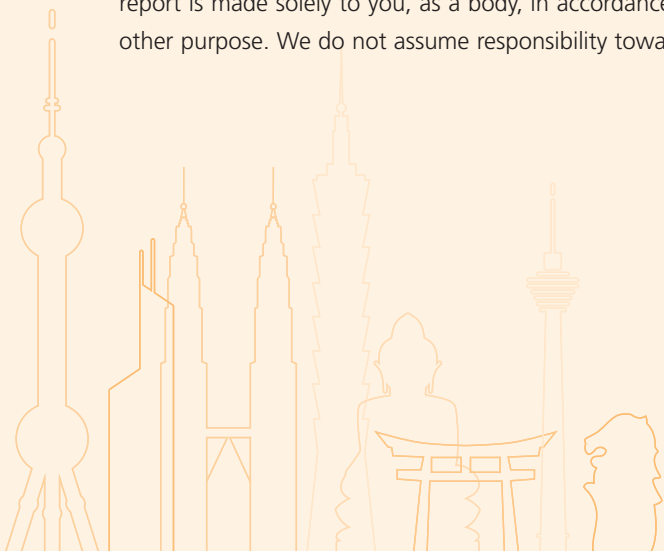 report is made solely to you, as a body, in accordance
other purpose. We do not assume responsibility towa